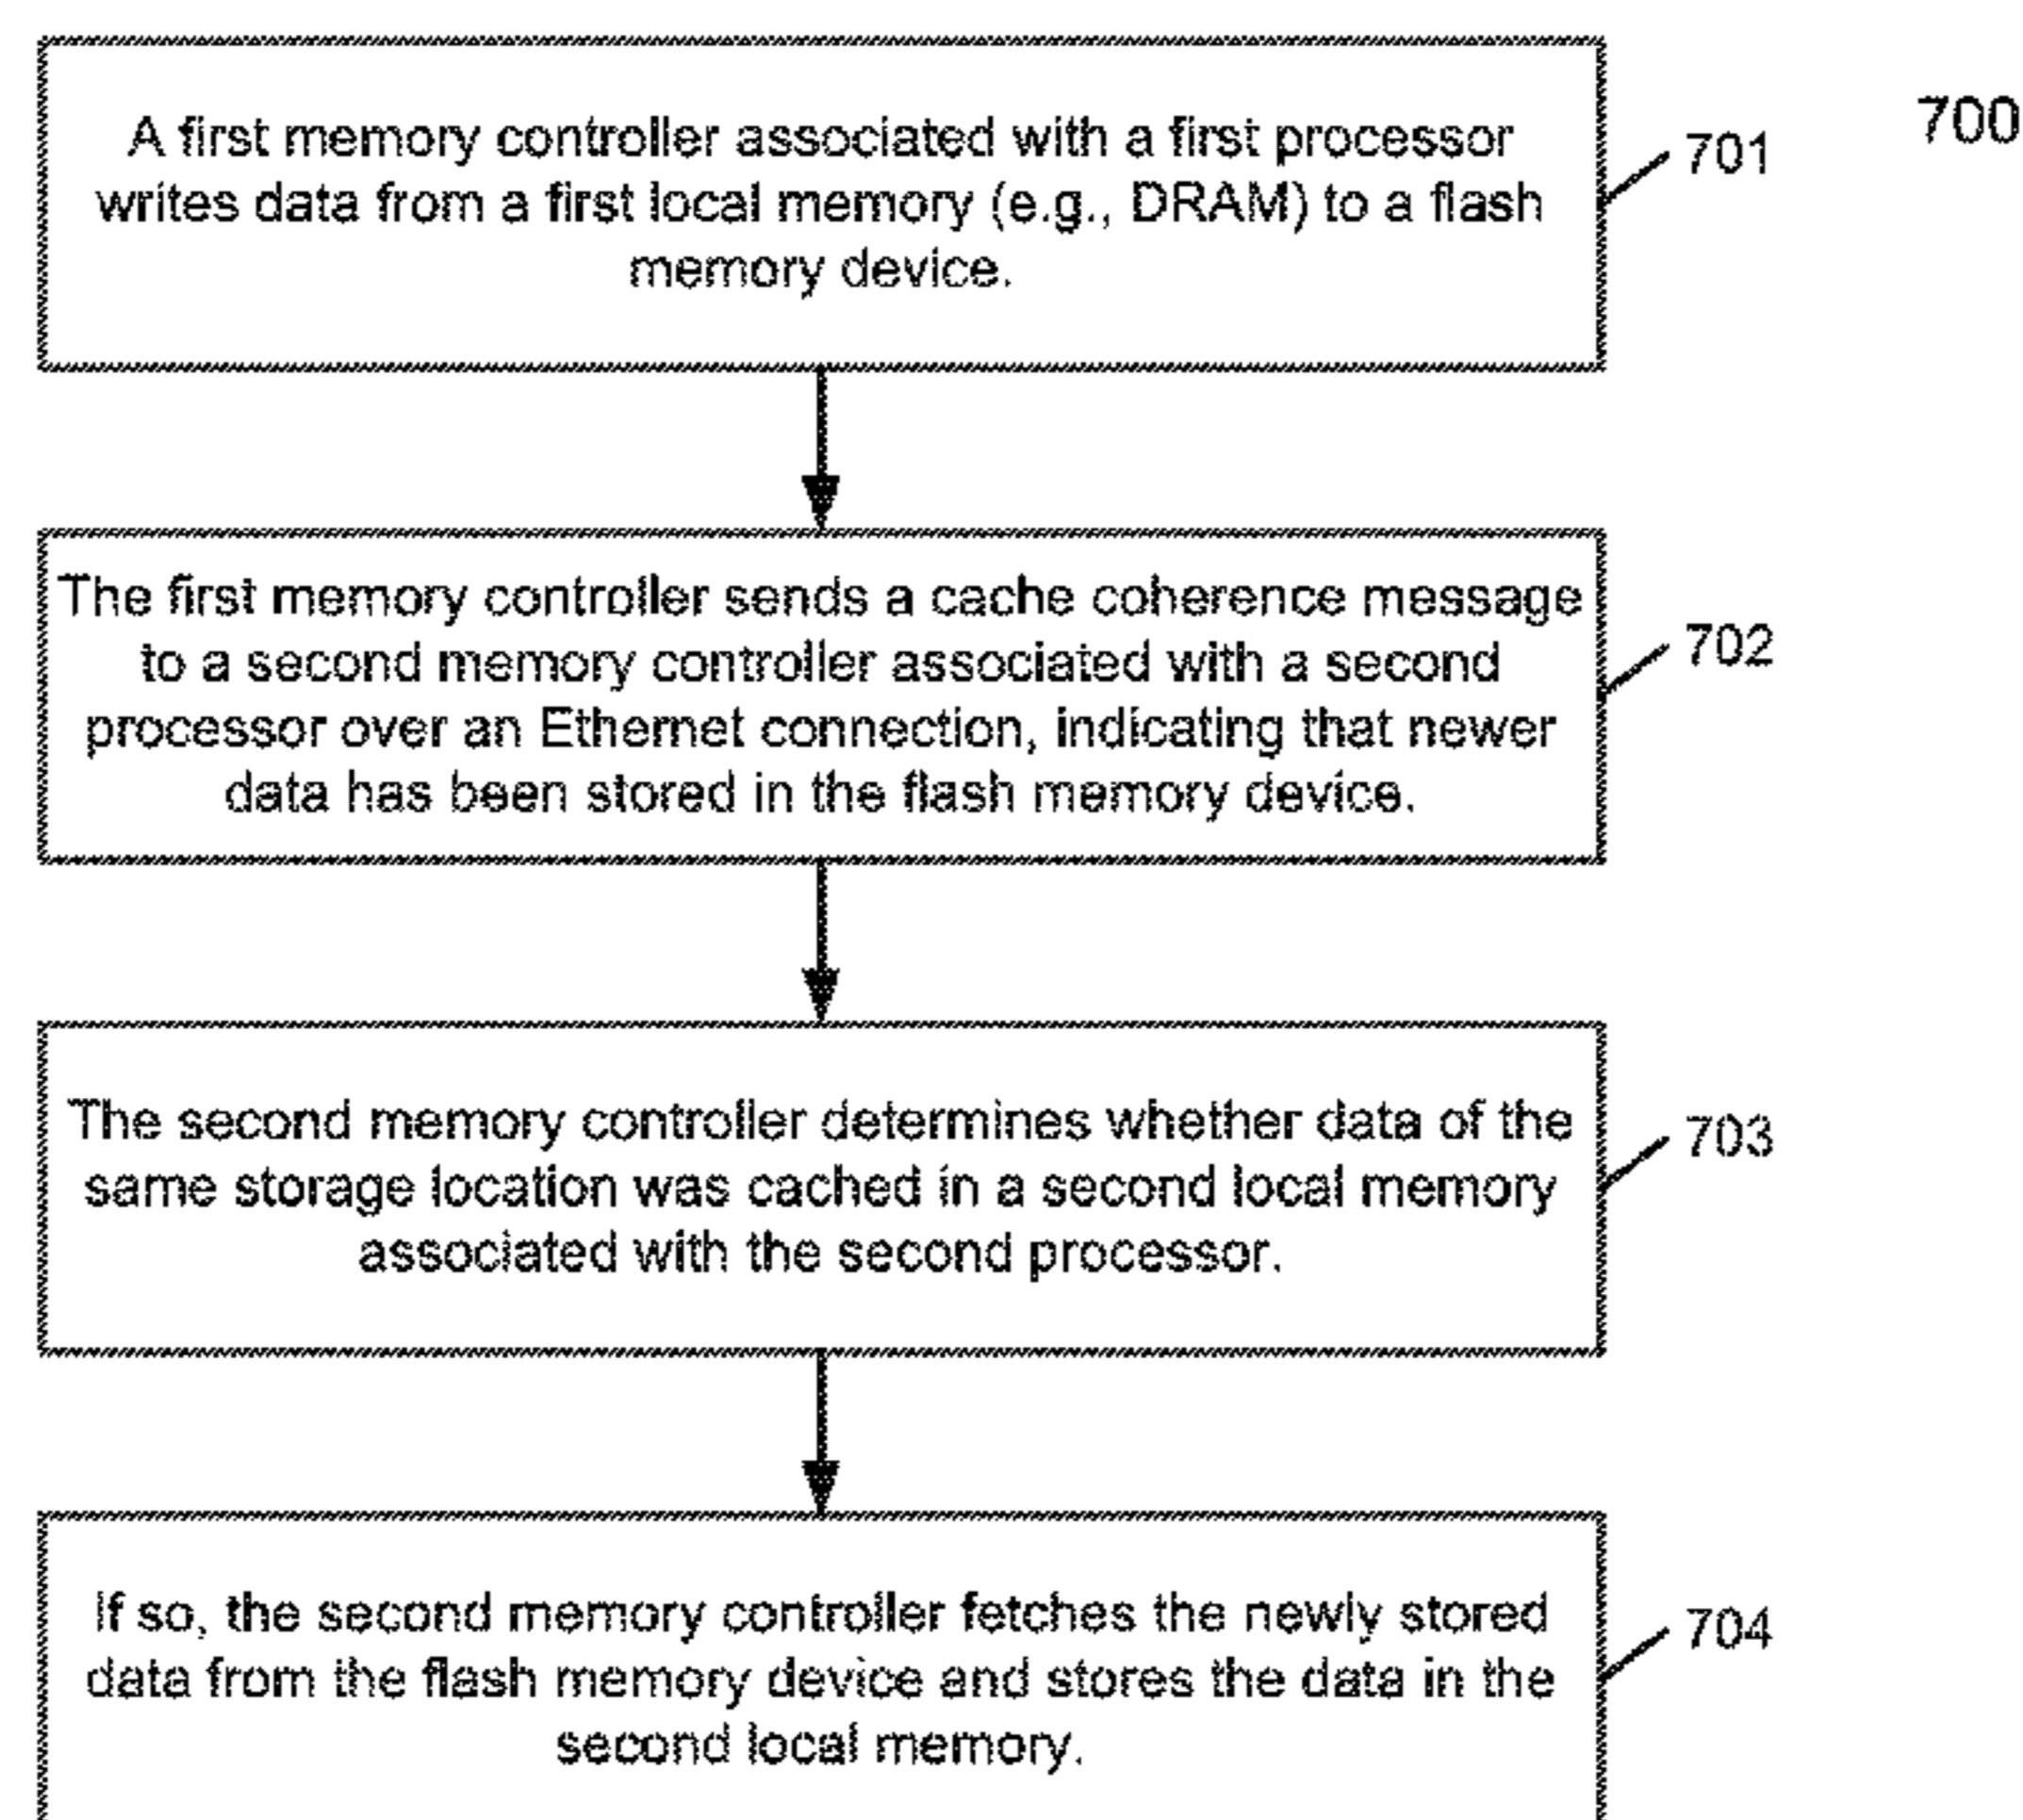 700
A first memory controller associated with a first processor
writes data from a first local memory (e.g., DRAM) to a flash
memory device.
701
The first memory controller sends a cache coherence message
to a second memory controller associated with a second
processor over an Ethernet connection, indicating that newer
data has been stored in the flash memory device.
702
The second memory controller determines whether data of the
same storage location was cached in a second local memory
associated with the second processor.
703
If so, the second memory controller fetches the newly stored
data from the flash memory device and stores the data in the
second local memory.
704